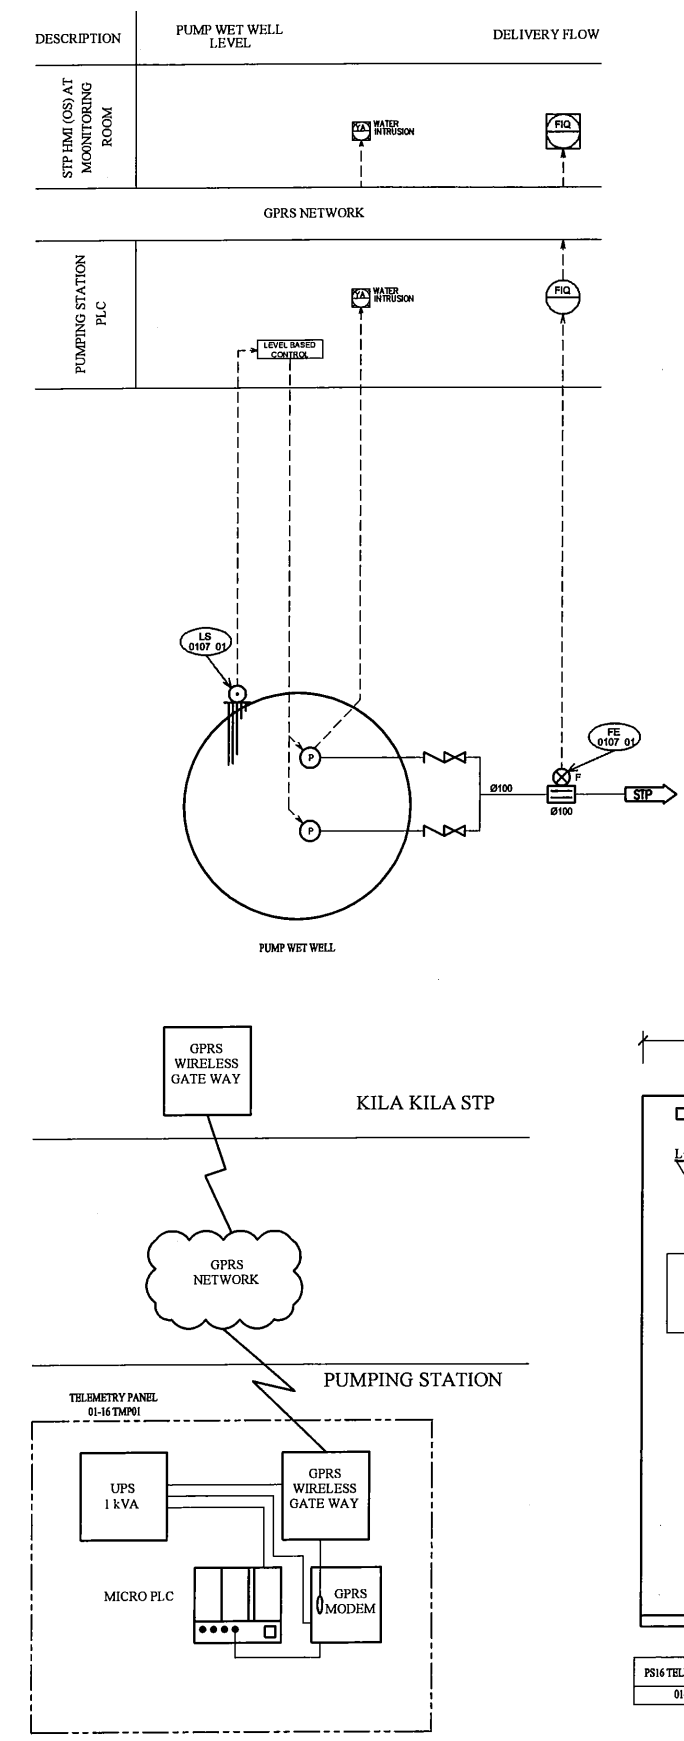 DESCRIPTION
PUMP WET WELL
LEVEL
DELIVERY FLOW
STP HMI (OS) AT
MOONITORING
ROOM
YA
WATER
INTRUSION
FIQ
GPRS NETWORK
PUMPING STATION
PLC
YA
WATER
INTRUSION
FIQ
LEVEL BASED
CONTROL
LS
0107 01
FE
0107 01
P
F
Ø100
STP
Ø100
P
PUMP WET WELL
GPRS
WIRELESS
GATE WAY
KILA KILA STP
GPRS
NETWORK
PUMPING STATION
TELEMETRY PANEL
01-16 TMP01
UPS
1 kVA
GPRS
WIRELESS
GATE WAY
MICRO PLC
GPRS
MODEM
L
PS16 TEL
01